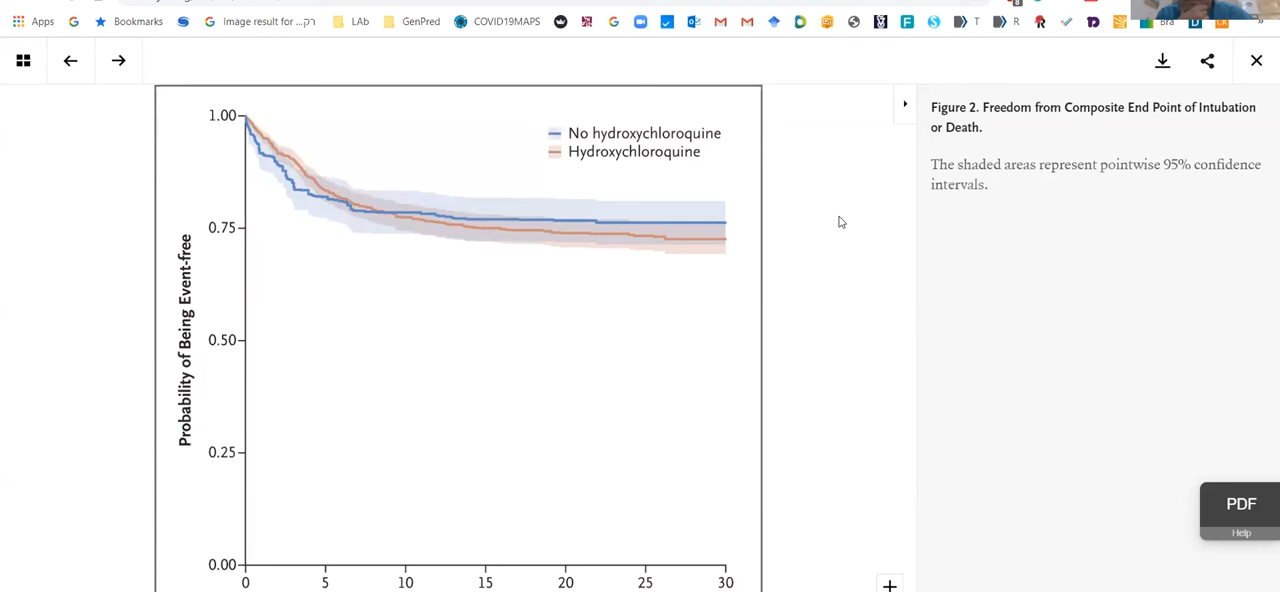 Apps
Bookmarks
Image result for ...רק
LAb
GenPred
COVID19MAPS
T
R
Bra
D
CK
»
Figure 2. Freedom from Composite End Point of Intubation
or Death.
The shaded areas represent pointwise 95% confidence
intervals.
No hydroxychloroquine
Hydroxychloroquine
Probability of Being Event-free
1.00
0.75
0.50
0.25
0.00
0 5 10 15 20 25 30
PDF
Help